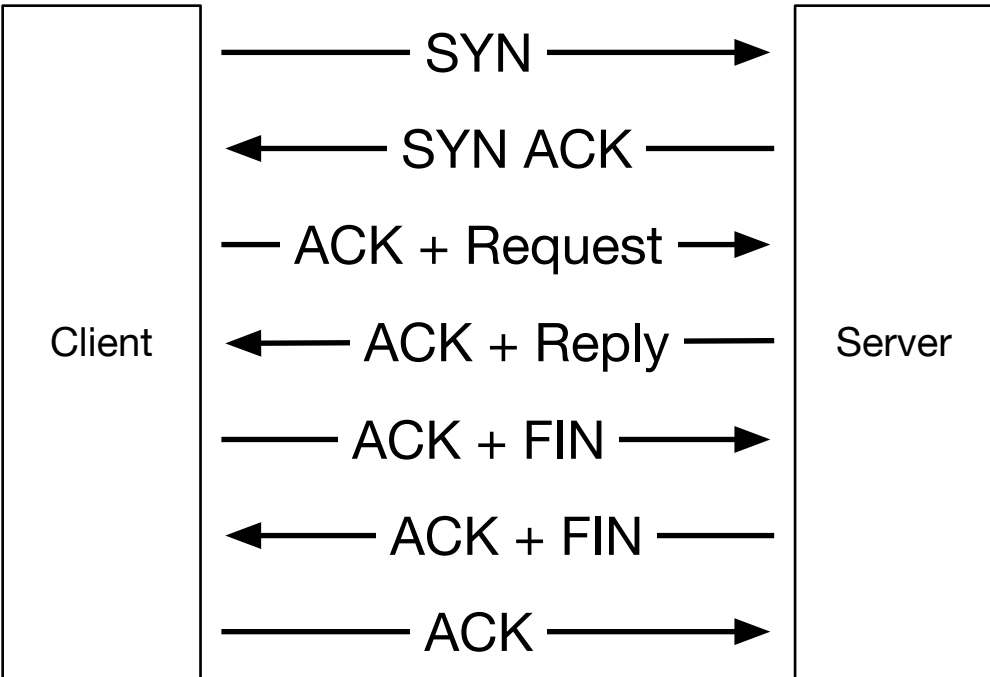 SYN
SYN ACK
ACK + Request
Client
ACK + Reply
Server
ACK + FIN
ACK + FIN
ACK